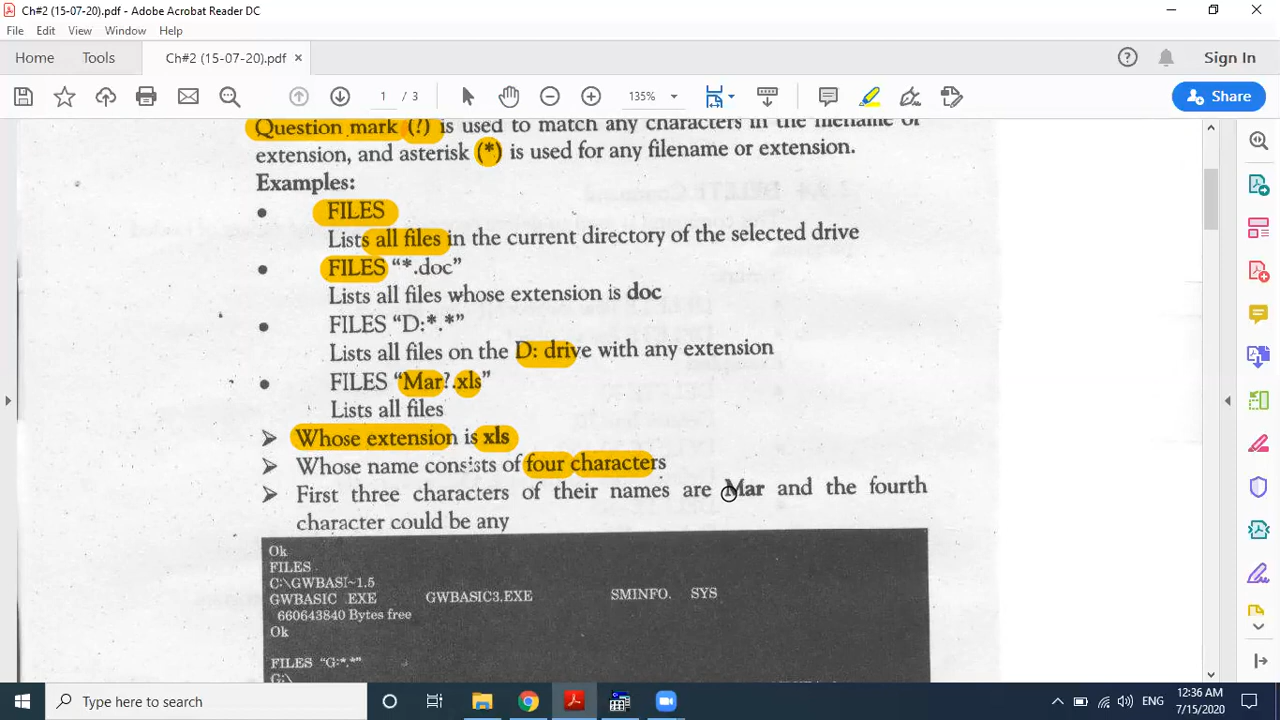 Ch#2 (15-07-20).pdf - Adobe Acrobat Reader DC
File Edit View Window Help
Home Tools Ch#2 (15-07-20).pdf × Sign In
1 / 3 135% Share
Question mark (?) is used to match any characters in the filename or
extension, and asterisk (*) is used for any filename or extension.
Examples:
• FILES
Lists all files in the current directory of the selected drive
• FILES “*.doc”
Lists all files whose extension is doc
• FILES “D:*.*”
Lists all files on the D: drive with any extension
• FILES “Mar?.xls”
Lists all files
➢ Whose extension is xls
➢ Whose name consists of four characters
➢ First three characters of their names are Mar and the fourth
character could be any
Ok
FILES
C:\GWBASI~1.5
GWBASIC EXE GWBASIC3.EXE SMINFO. SYS
660643840 Bytes free
Ok
FILES “G:*.*”
G:\
Type here to search
12:36 AM
7/15/2020